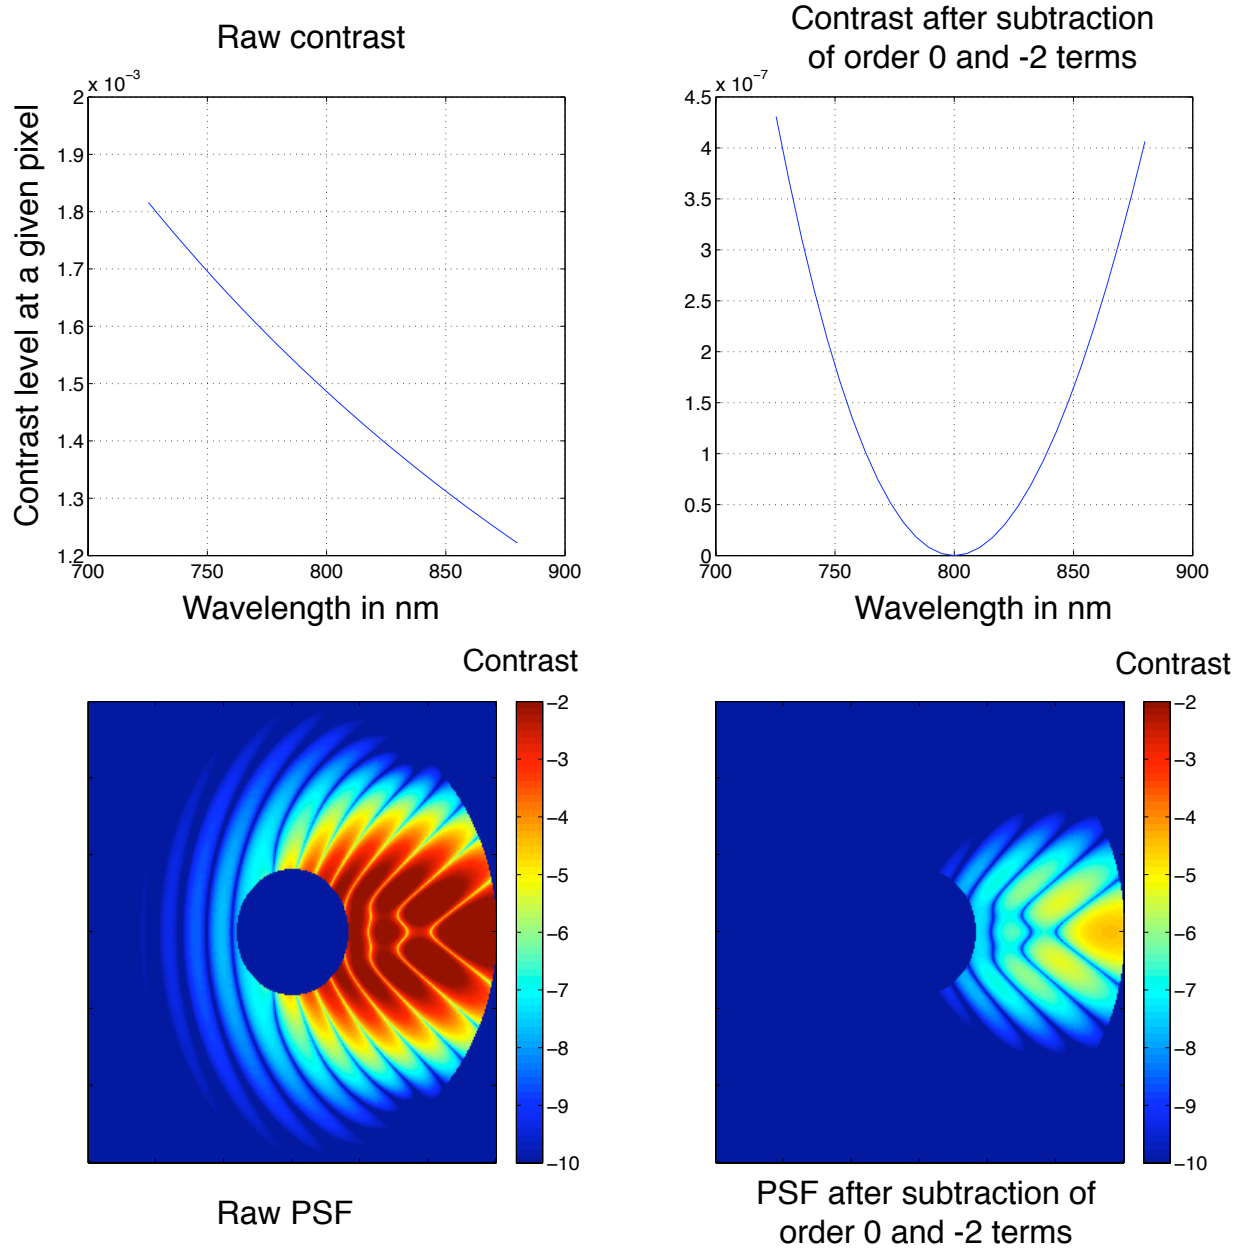 Raw contrast
Contrast after subtraction
of order 0 and -2 terms
x 10⁻³
2
1.9
1.8
1.7
1.6
1.5
1.4
1.3
1.2
700 750 800 850 900
Contrast level at a given pixel
Wavelength in nm
x 10⁻⁷
4.5
4
3.5
3
2.5
2
1.5
1
0.5
0
700 750 800 850 900
Wavelength in nm
Contrast
−2
−3
−4
−5
−6
−7
−8
−9
−10
Raw PSF
Contrast
−2
−3
−4
−5
−6
−7
−8
−9
−10
PSF after subtraction of
order 0 and -2 terms